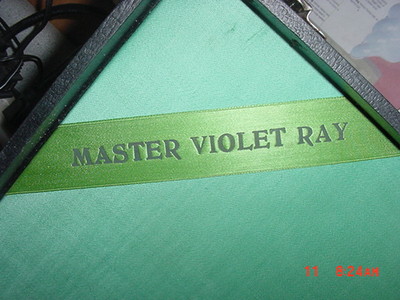 MASTER VIOLET RAY
11 8:24AM